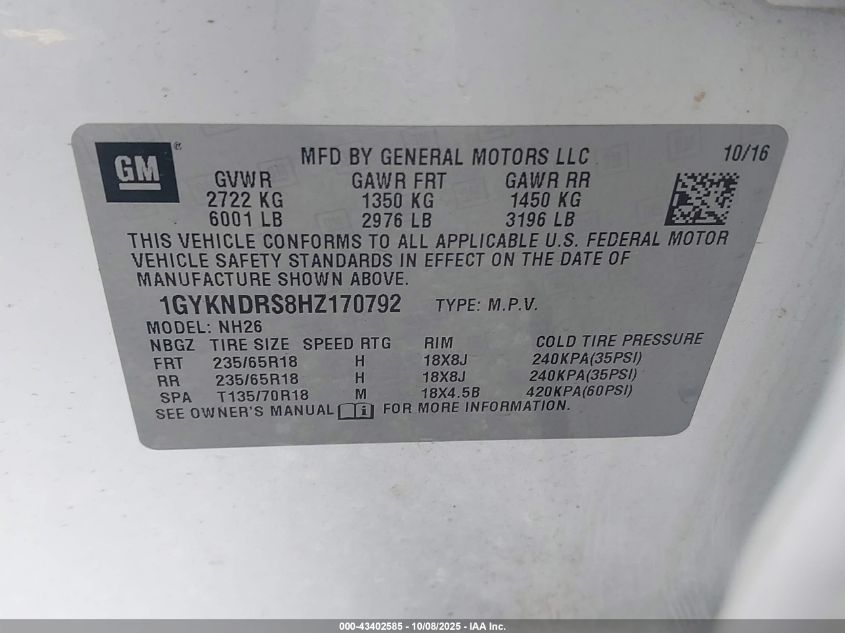 GM®
MFD BY GENERAL MOTORS LLC 10/16
GVWR GAWR FRT GAWR RR
2722 KG 1350 KG 1450 KG
6001 LB 2976 LB 3196 LB
THIS VEHICLE CONFORMS TO ALL APPLICABLE U.S. FEDERAL MOTOR
VEHICLE SAFETY STANDARDS IN EFFECT ON THE DATE OF
MANUFACTURE SHOWN ABOVE.
1GYKNDRS8HZ170792 TYPE: M.P.V.
MODEL: NH26
NBGZ TIRE SIZE SPEED RTG RIM COLD TIRE PRESSURE
FRT 235/65R18 H 18X8J 240KPA(35PSI)
RR 235/65R18 H 18X8J 240KPA(35PSI)
SPA T135/70R18 M 18X4.5B 420KPA(60PSI)
SEE OWNER'S MANUAL i FOR MORE INFORMATION.
000-43402585 - 10/08/2025 - IAA Inc.